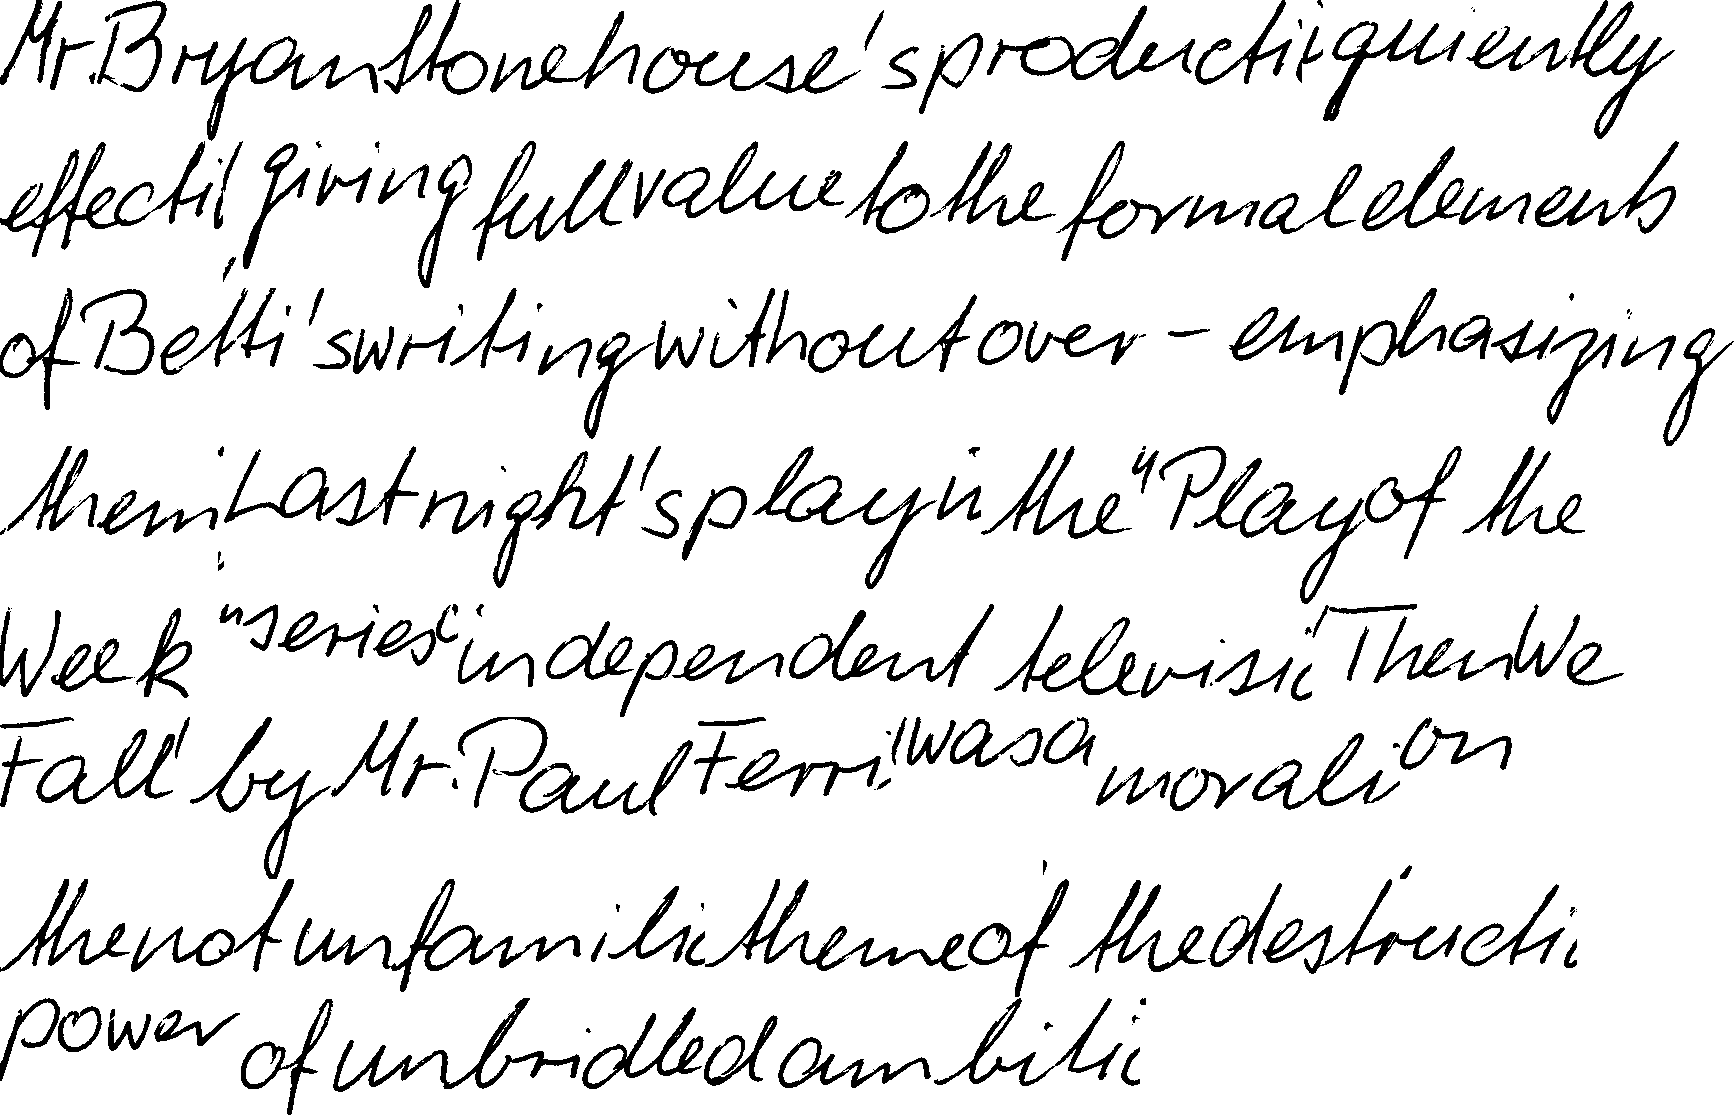 Mr. Bryan Stonehouse's producti quiently
effecti giving full value to the formal elements
of Betti's writing without over - emphasizing
them Last night's play in the "Play of the
Week" series independent televisi Then We
Fall' by Mr. Paul Ferri was a morali on
the not unfamili theme of the destructi
power of unbridled ambiti